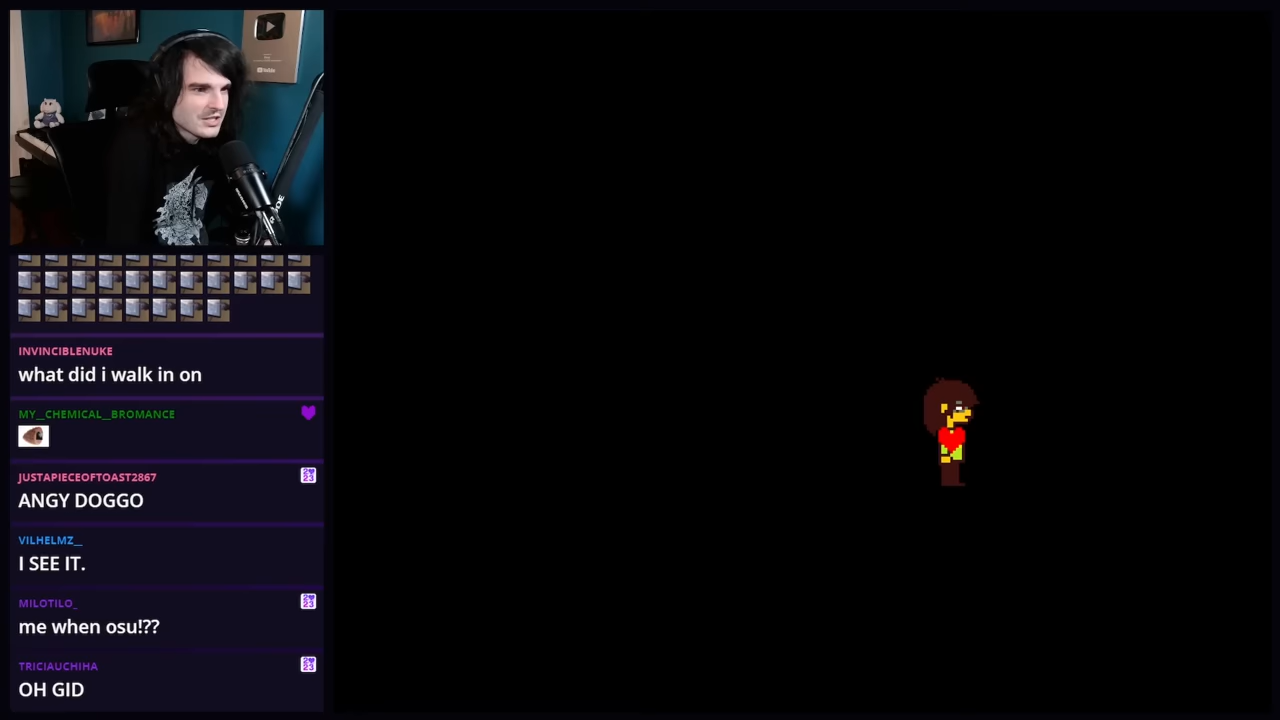 INVINCIBLENUKE
what did i walk in on
MY__CHEMICAL__BROMANCE
JUSTAPIECEOFTOAST2867
ANGY DOGGO
VILHELMZ__
I SEE IT.
MILOTILO_
me when osu!??
TRICIAUCHIHA
OH GID